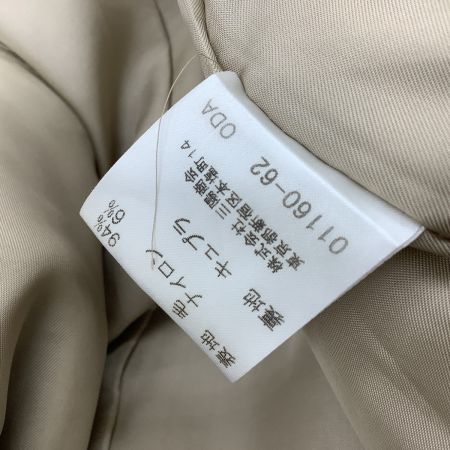 表地 毛 94%
ナイロン 6%
裏地 キュプラ
株式会社三陽商会
東京都新宿区本塩町14
01160-62 ODA